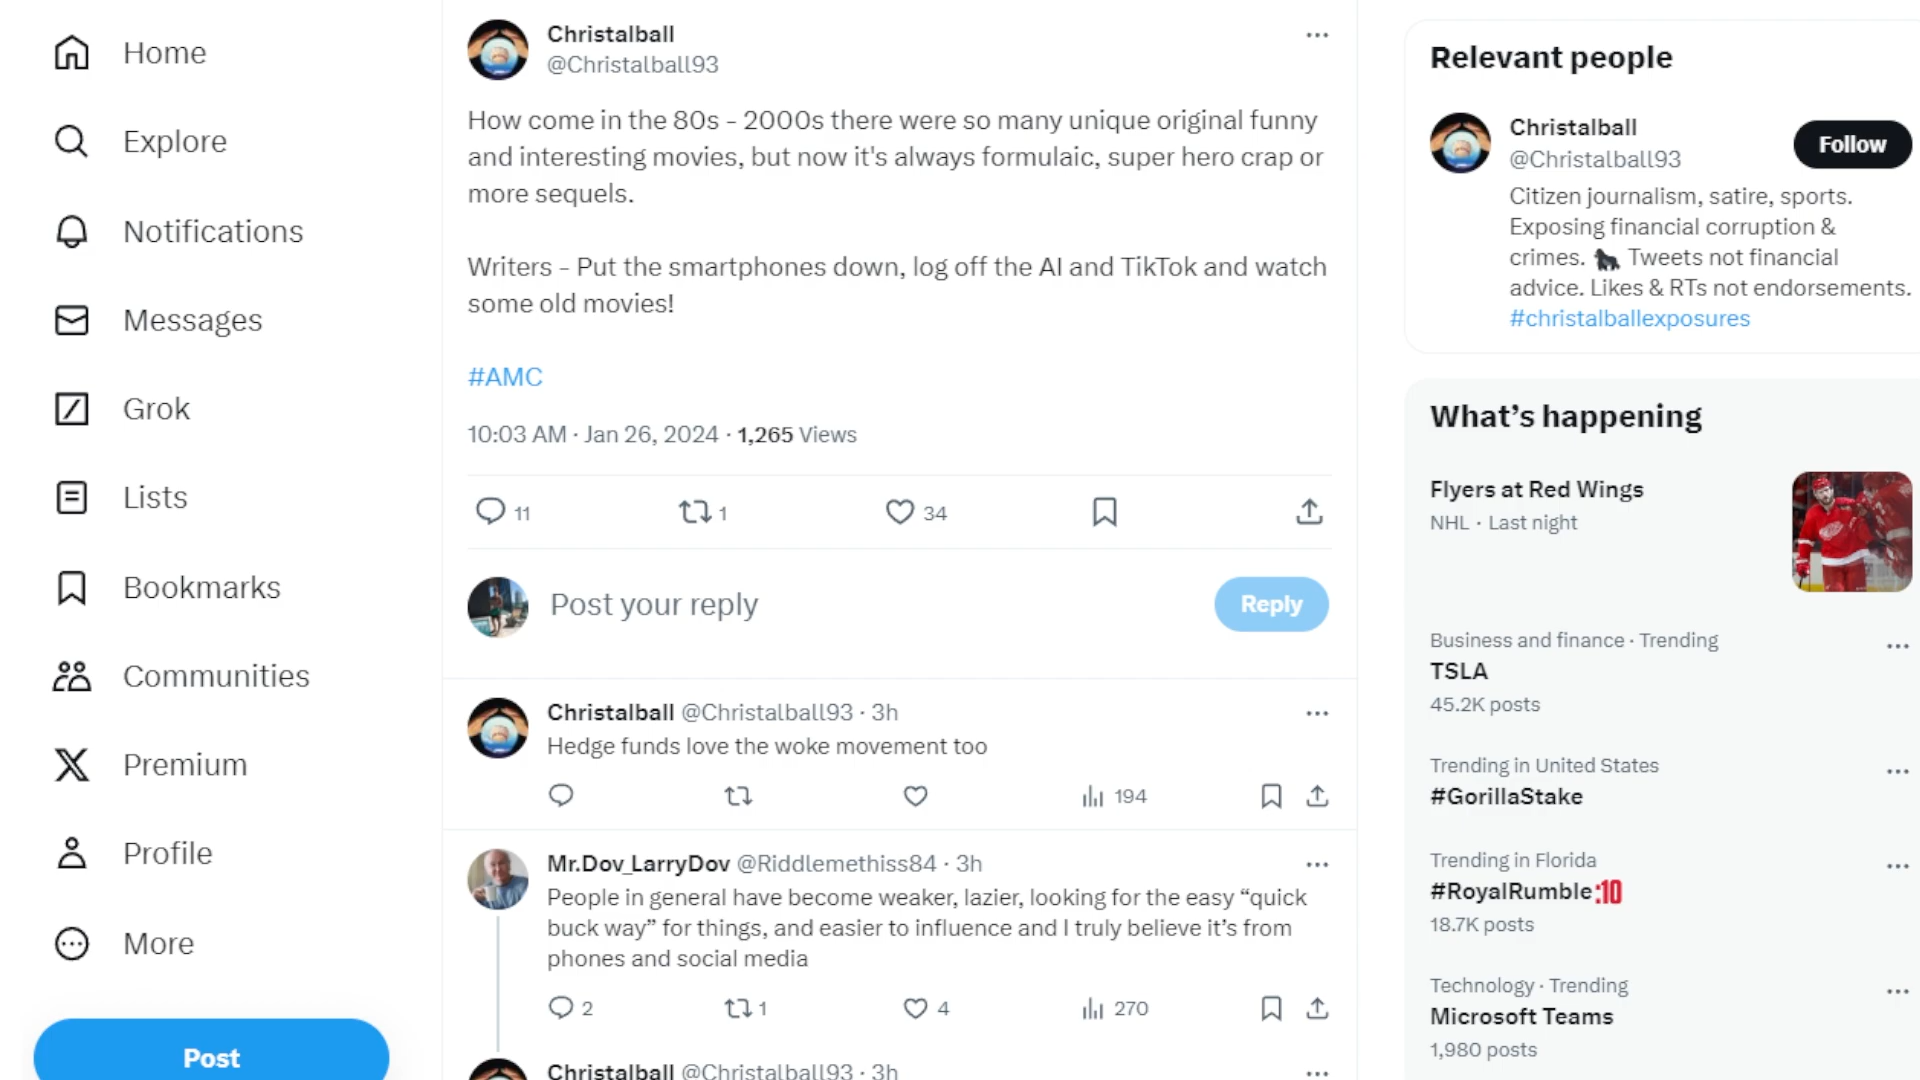 Home
Explore
Notifications
Messages
Grok
Lists
Bookmarks
Communities
Premium
Profile
More
Post
Christalball
@Christalball93
How come in the 80s - 2000s there were so many unique original funny
and interesting movies, but now it's always formulaic, super hero crap or
more sequels.
Writers - Put the smartphones down, log off the AI and TikTok and watch
some old movies!
#AMC
10:03 AM · Jan 26, 2024 · 1,265 Views
11 1 34
Post your reply
Reply
Christalball @Christalball93 · 3h
Hedge funds love the woke movement too
194
Mr.Dov_LarryDov @Riddlemethiss84 · 3h
People in general have become weaker, lazier, looking for the easy “quick
buck way” for things, and easier to influence and I truly believe it’s from
phones and social media
2 1 4 270
Christalball @Christalball93 · 3h
Relevant people
Christalball
@Christalball93
Follow
Citizen journalism, satire, sports.
Exposing financial corruption &
crimes. 🦍 Tweets not financial
advice. Likes & RTs not endorsements.
#christalballexposures
What’s happening
Flyers at Red Wings
NHL · Last night
Business and finance · Trending
TSLA
45.2K posts
Trending in United States
#GorillaStake
Trending in Florida
#RoyalRumble:10
18.7K posts
Technology · Trending
Microsoft Teams
1,980 posts